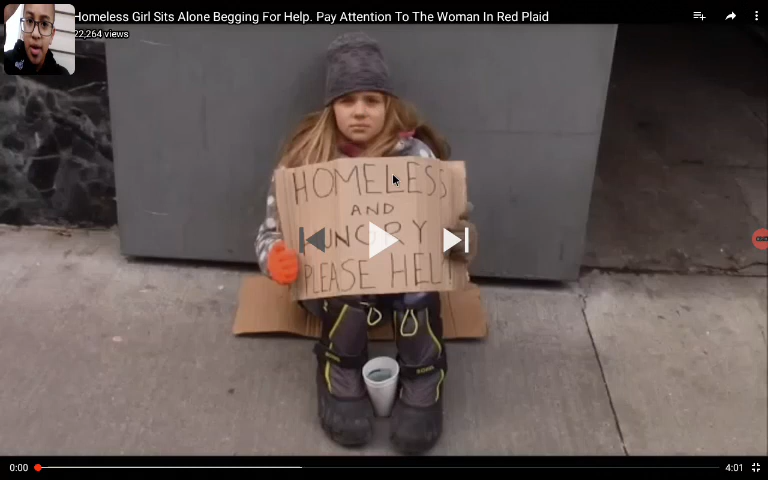 Homeless Girl Sits Alone Begging For Help. Pay Attention To The Woman In Red Plaid
22,264 views
HOMELESS
AND
HUNGRY
PLEASE HELP
0:00
4:01